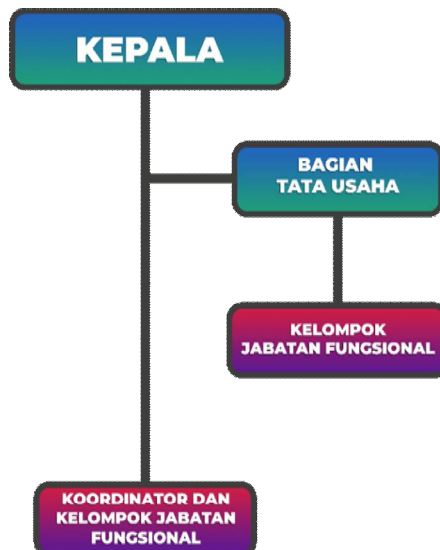 KEPALA
BAGIAN
TATA USAHA
KELOMPOK
JABATAN FUNGSIONAL
KOORDINATOR DAN
KELOMPOK JABATAN
FUNGSIONAL